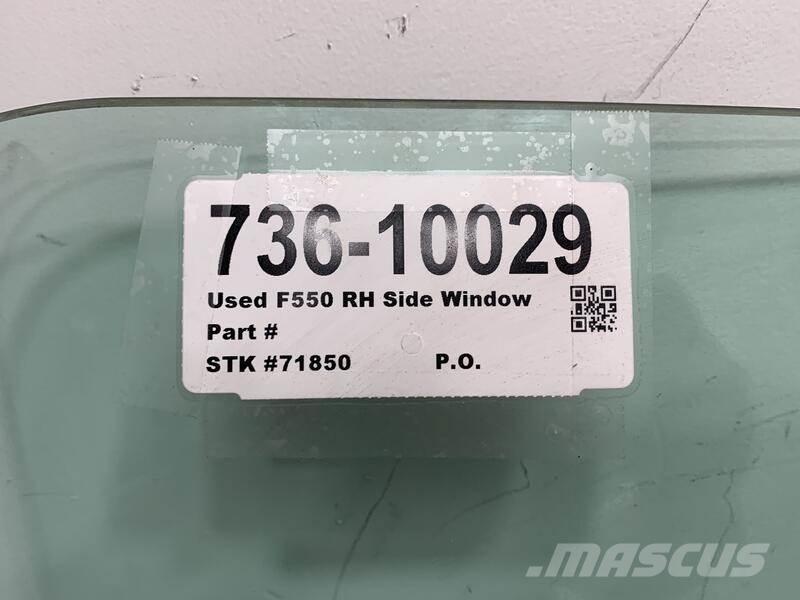 736-10029
Used F550 RH Side Window
Part #
STK #71850 P.O.
MASCUS